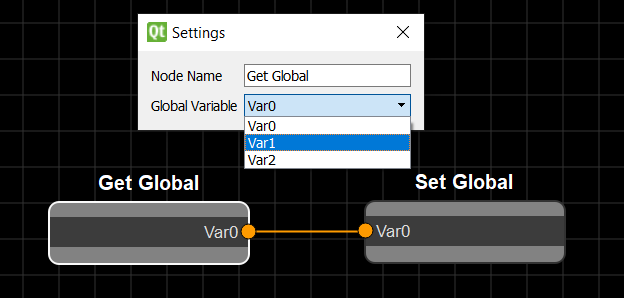 Qt Settings
Node Name Get Global
Global Variable Var0
Var0
Var1
Var2
Get Global Set Global
Var0 Var0